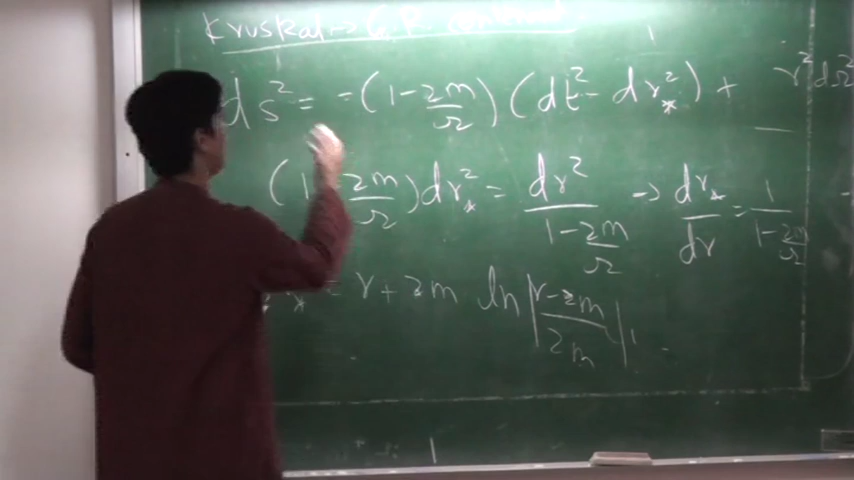 Kruskal → G.R
ds² = -(1-2m/r)(dt² - dr*²) + r²dΩ²
(1 2m/r)dr*² = dr²/(1-2m/r) → dr*/dr = 1/(1-2m/r)
* = r + 2m ln|r-2m/2m|